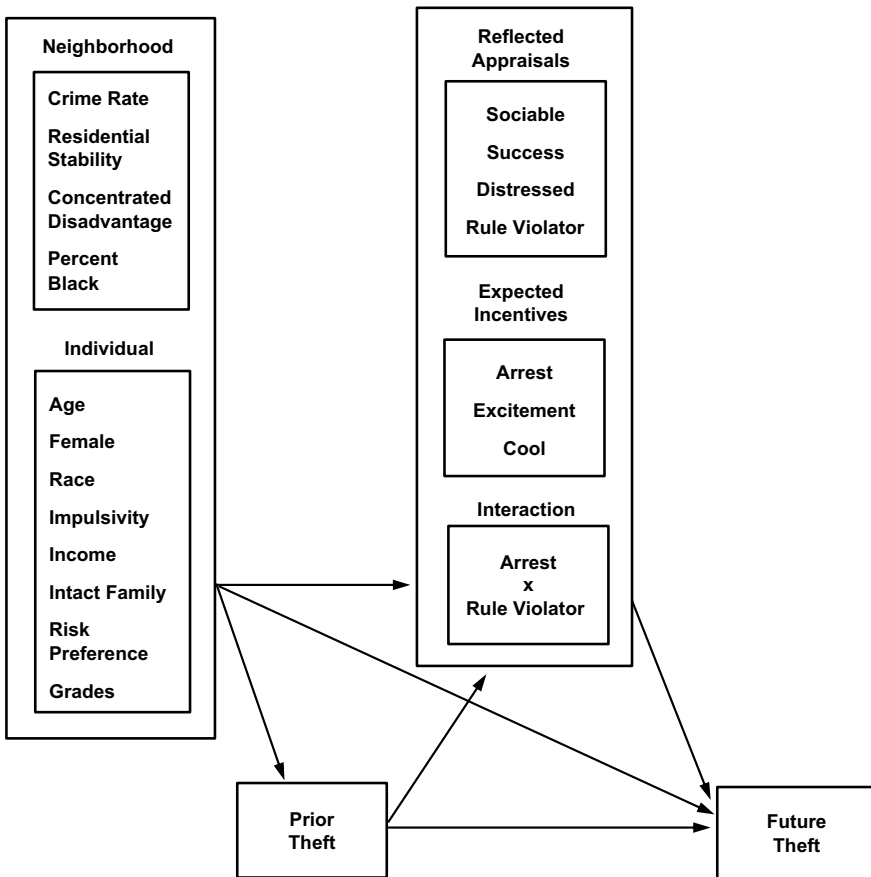 Neighborhood
Crime Rate
Residential
Stability
Concentrated
Disadvantage
Percent
Black
Individual
Age
Female
Race
Impulsivity
Income
Intact Family
Risk
Preference
Grades
Reflected
Appraisals
Sociable
Success
Distressed
Rule Violator
Expected
Incentives
Arrest
Excitement
Cool
Interaction
Arrest
x
Rule Violator
Prior
Theft
Future
Theft